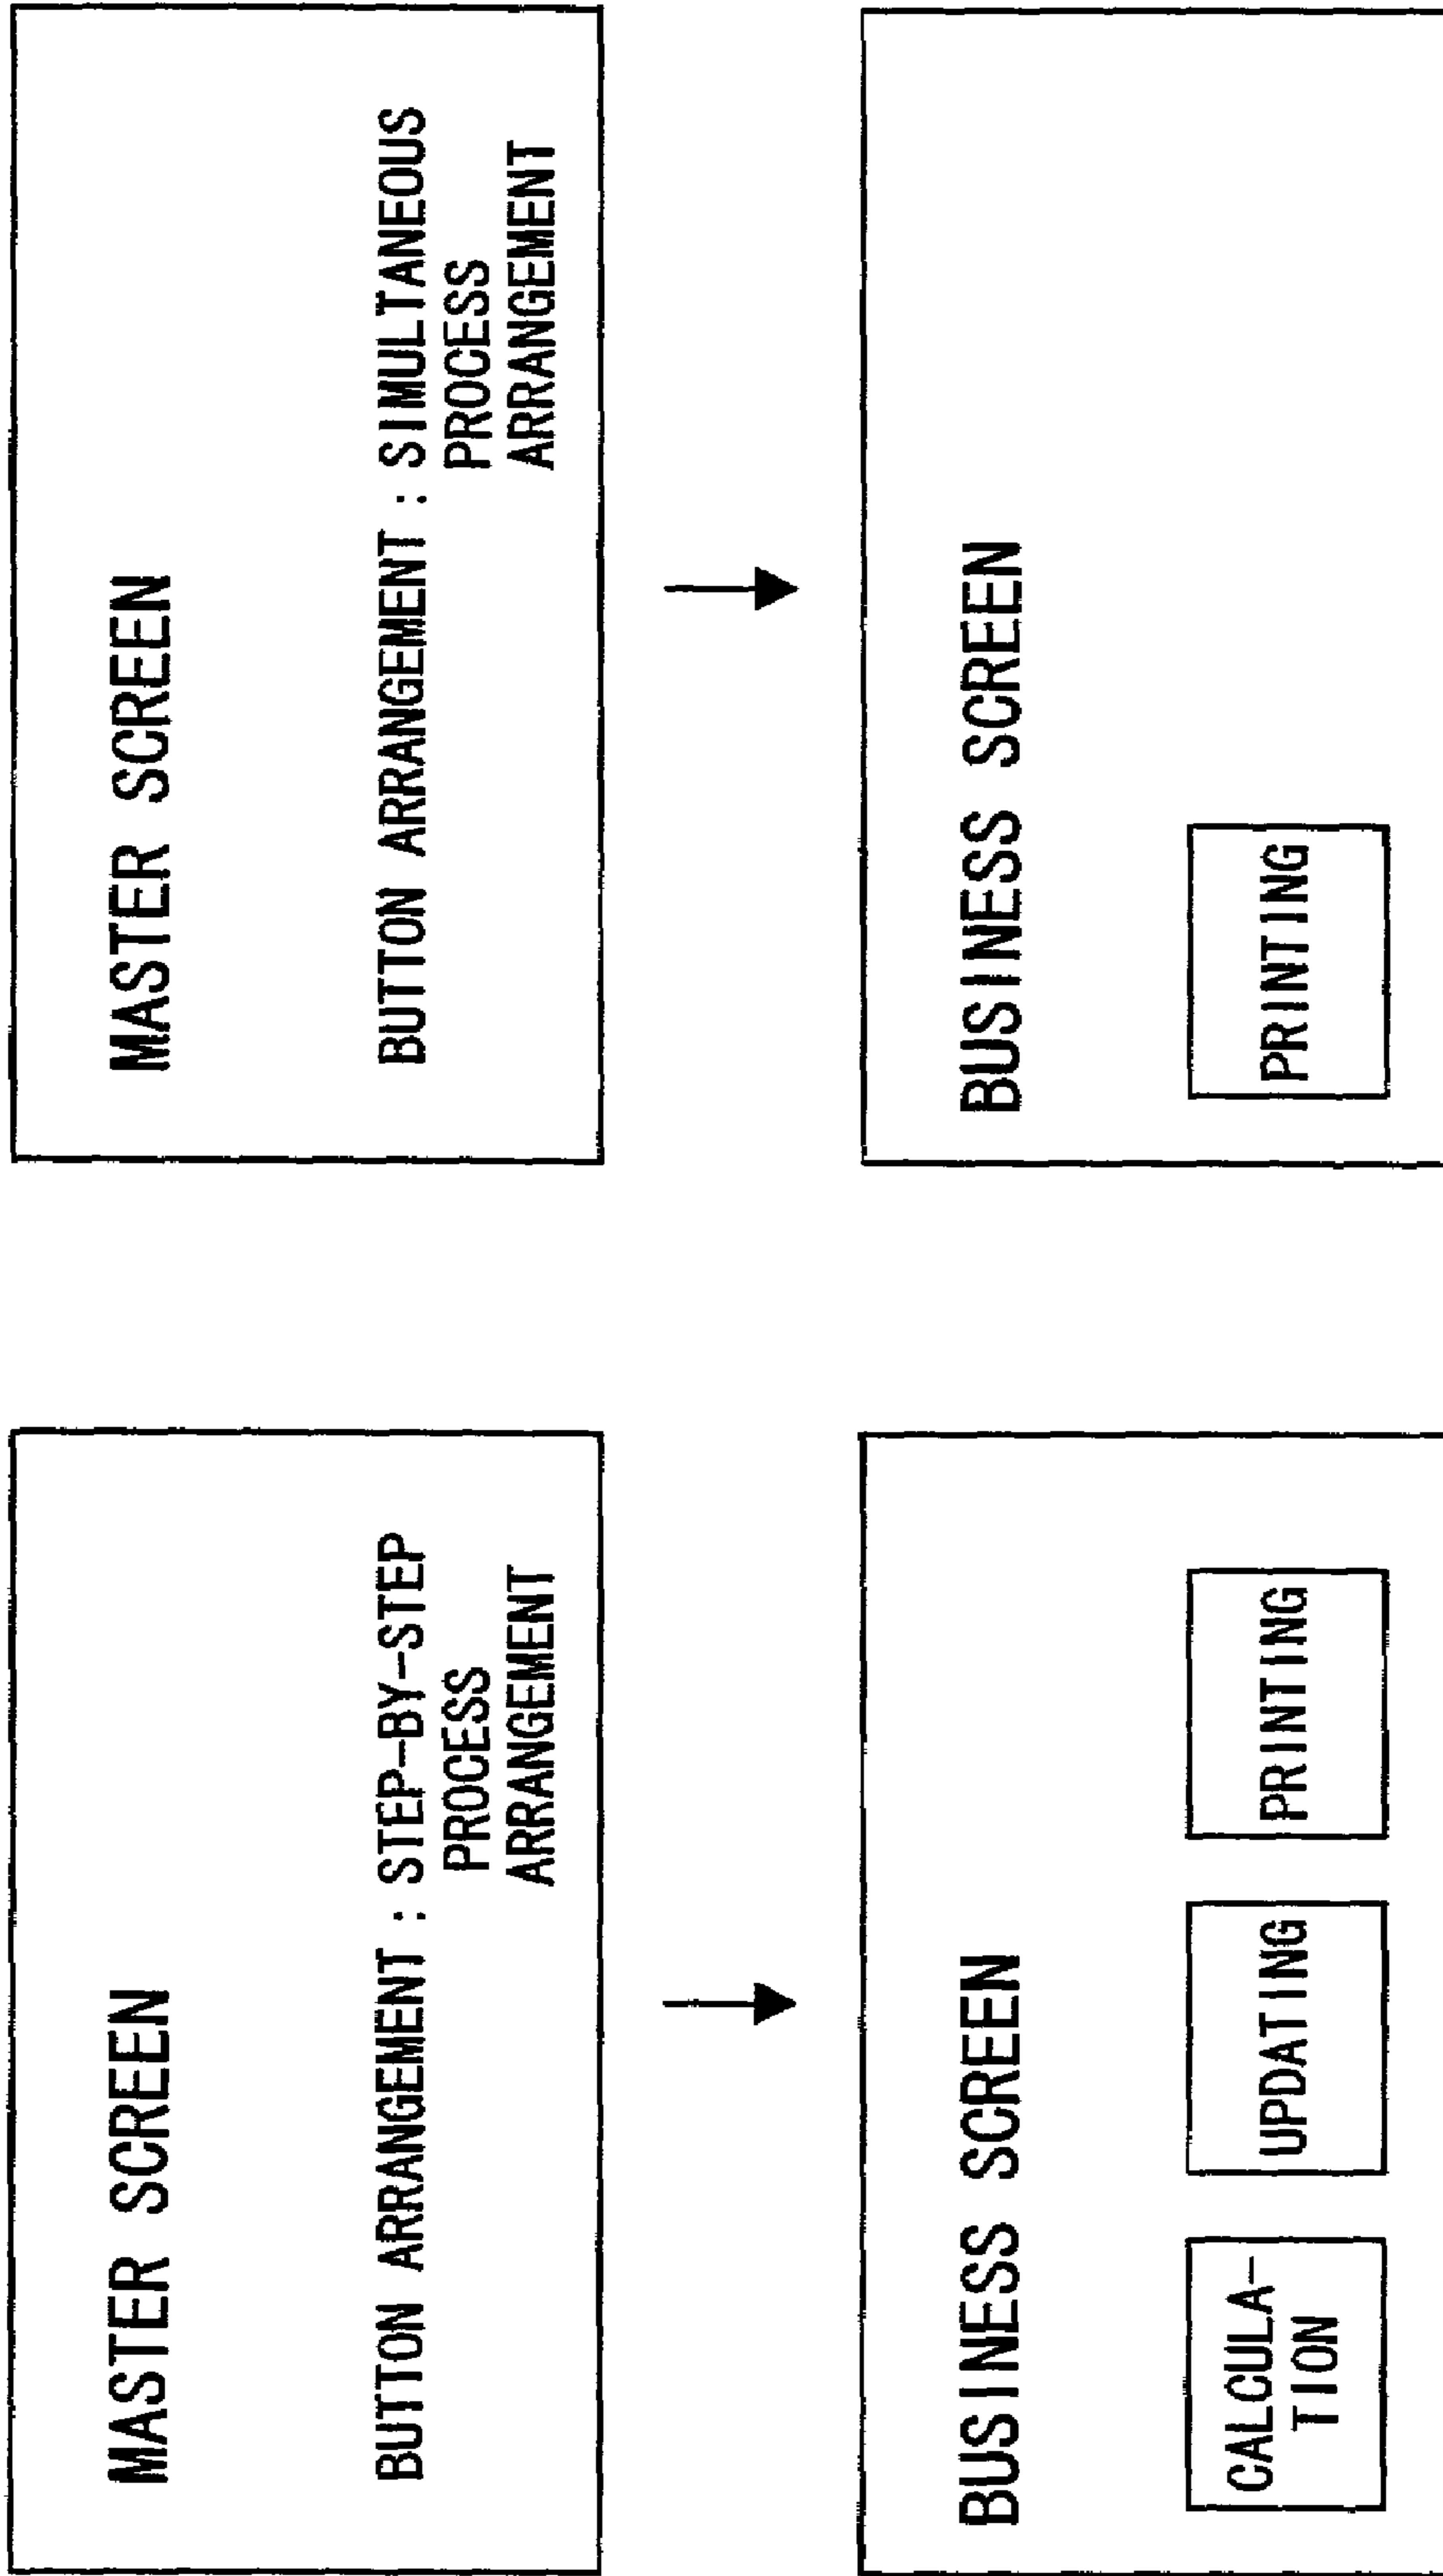 MASTER SCREEN
BUTTON ARRANGEMENT : STEP-BY-STEP
PROCESS
ARRANGEMENT
BUSINESS SCREEN
CALCULA-
TION
UPDATING
PRINTING
MASTER SCREEN
BUTTON ARRANGEMENT : SIMULTANEOUS
PROCESS
ARRANGEMENT
BUSINESS SCREEN
PRINTING